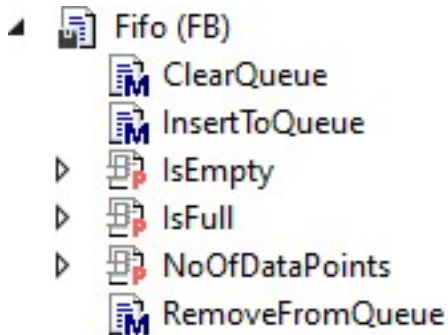 Fifo (FB)
ClearQueue
InsertToQueue
IsEmpty
IsFull
NoOfDataPoints
RemoveFromQueue